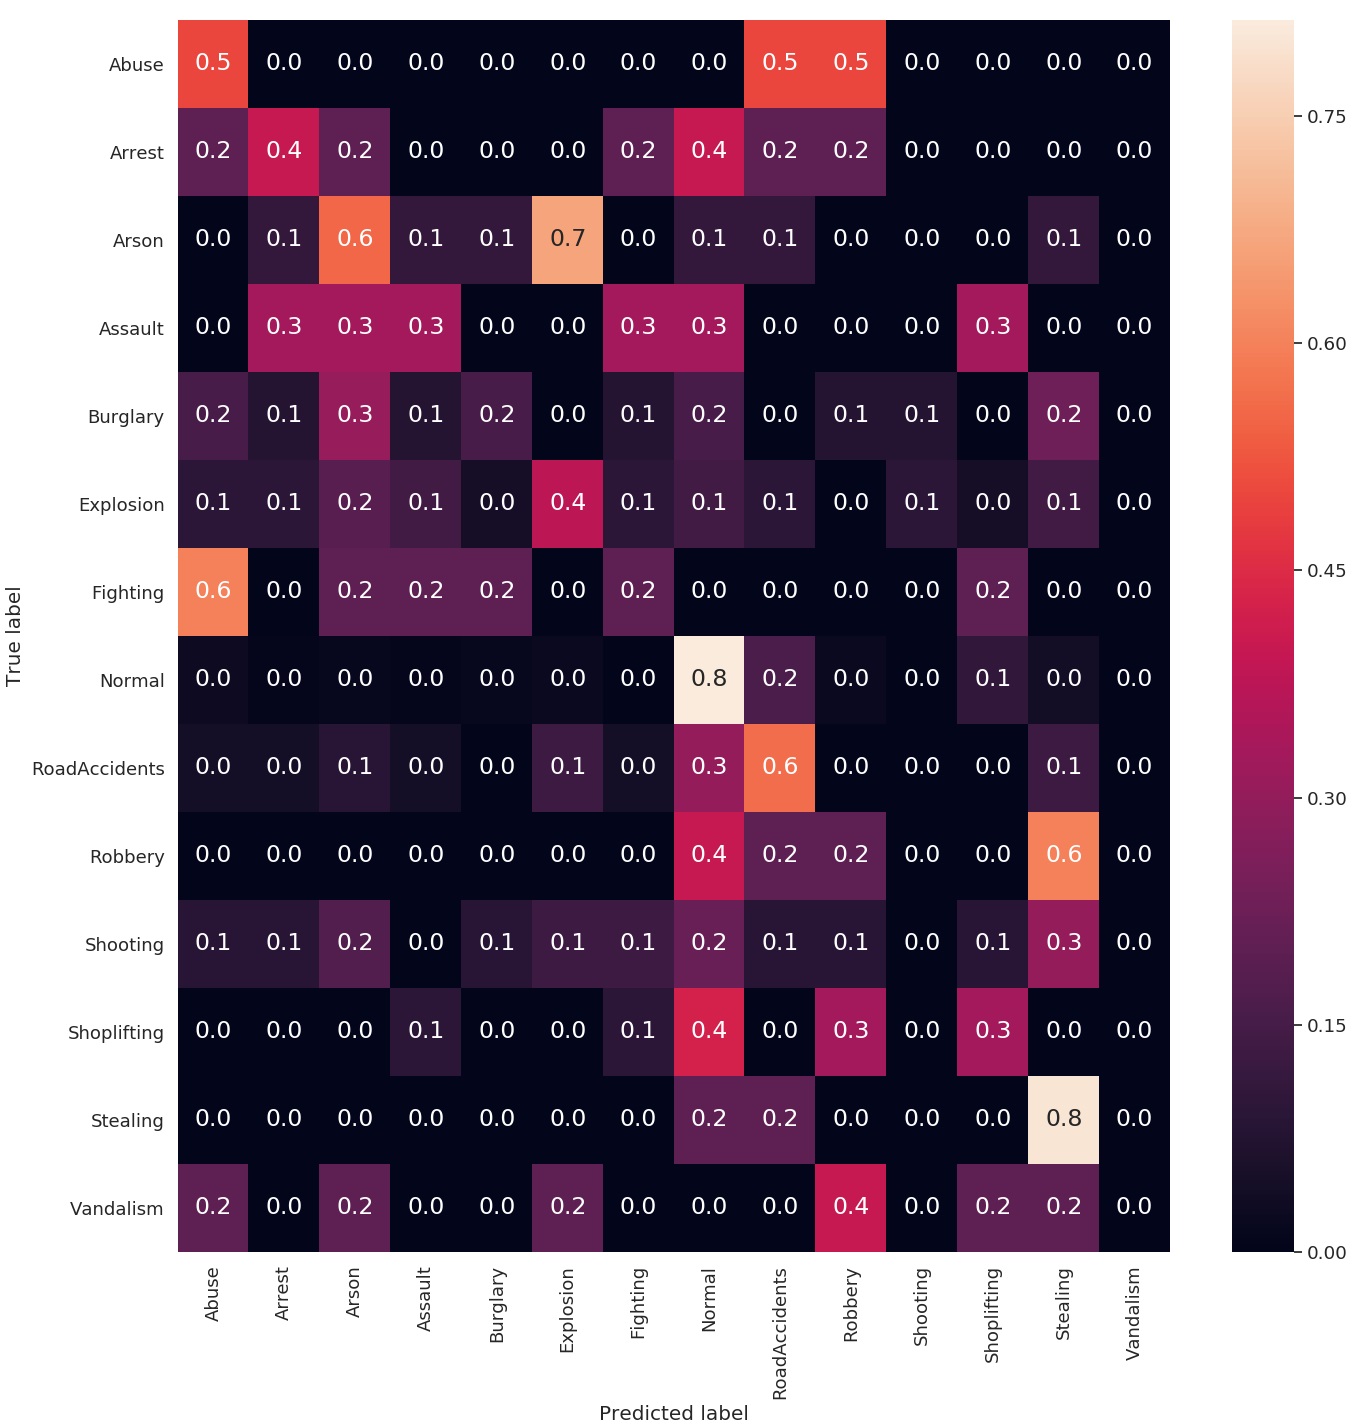 Abuse 0.5 0.0 0.0 0.0 0.0 0.0 0.0 0.0 0.5 0.5 0.0 0.0 0.0 0.0
Arrest 0.2 0.4 0.2 0.0 0.0 0.0 0.2 0.4 0.2 0.2 0.0 0.0 0.0 0.0
Arson 0.0 0.1 0.6 0.1 0.1 0.7 0.0 0.1 0.1 0.0 0.0 0.0 0.1 0.0
Assault 0.0 0.3 0.3 0.3 0.0 0.0 0.3 0.3 0.0 0.0 0.0 0.3 0.0 0.0
Burglary 0.2 0.1 0.3 0.1 0.2 0.0 0.1 0.2 0.0 0.1 0.1 0.0 0.2 0.0
Explosion 0.1 0.1 0.2 0.1 0.0 0.4 0.1 0.1 0.1 0.0 0.1 0.0 0.1 0.0
Fighting 0.6 0.0 0.2 0.2 0.2 0.0 0.2 0.0 0.0 0.0 0.0 0.2 0.0 0.0
Normal 0.0 0.0 0.0 0.0 0.0 0.0 0.0 0.8 0.2 0.0 0.0 0.1 0.0 0.0
RoadAccidents 0.0 0.0 0.1 0.0 0.0 0.1 0.0 0.3 0.6 0.0 0.0 0.0 0.1 0.0
Robbery 0.0 0.0 0.0 0.0 0.0 0.0 0.0 0.4 0.2 0.2 0.0 0.0 0.6 0.0
Shooting 0.1 0.1 0.2 0.0 0.1 0.1 0.1 0.2 0.1 0.1 0.0 0.1 0.3 0.0
Shoplifting 0.0 0.0 0.0 0.1 0.0 0.0 0.1 0.4 0.0 0.3 0.0 0.3 0.0 0.0
Stealing 0.0 0.0 0.0 0.0 0.0 0.0 0.0 0.2 0.2 0.0 0.0 0.0 0.8 0.0
Vandalism 0.2 0.0 0.2 0.0 0.0 0.2 0.0 0.0 0.0 0.4 0.0 0.2 0.2 0.0
True label
Abuse Arrest Arson Assault Burglary Explosion Fighting Normal RoadAccidents Robbery Shooting Shoplifting Stealing Vandalism
Predicted label
0.75
0.60
0.45
0.30
0.15
0.00